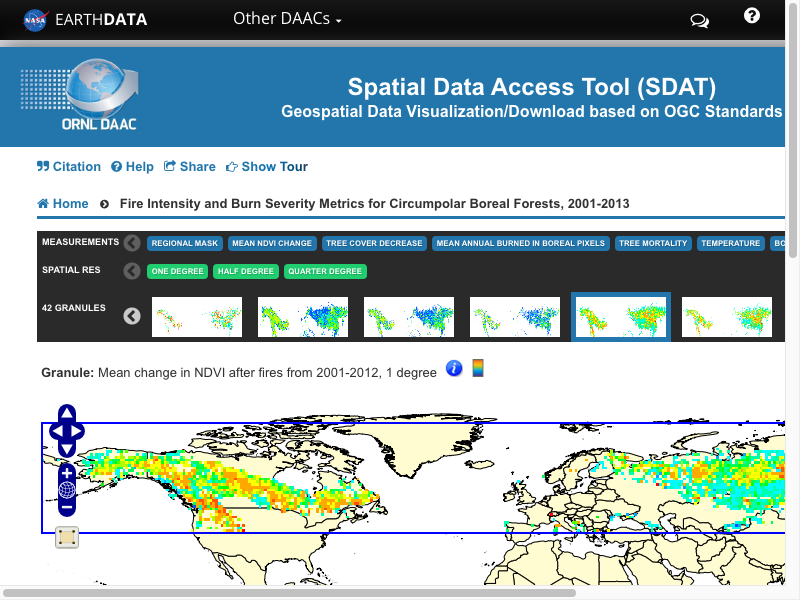 NASA EARTHDATA Other DAACs
Spatial Data Access Tool (SDAT)
Geospatial Data Visualization/Download based on OGC Standards
ORNL DAAC
Citation Help Share Show Tour
Home Fire Intensity and Burn Severity Metrics for Circumpolar Boreal Forests, 2001-2013
MEASUREMENTS REGIONAL MASK MEAN NDVI CHANGE TREE COVER DECREASE MEAN ANNUAL BURNED IN BOREAL PIXELS TREE MORTALITY TEMPERATURE
SPATIAL RES ONE DEGREE HALF DEGREE QUARTER DEGREE
42 GRANULES
Granule: Mean change in NDVI after fires from 2001-2012, 1 degree